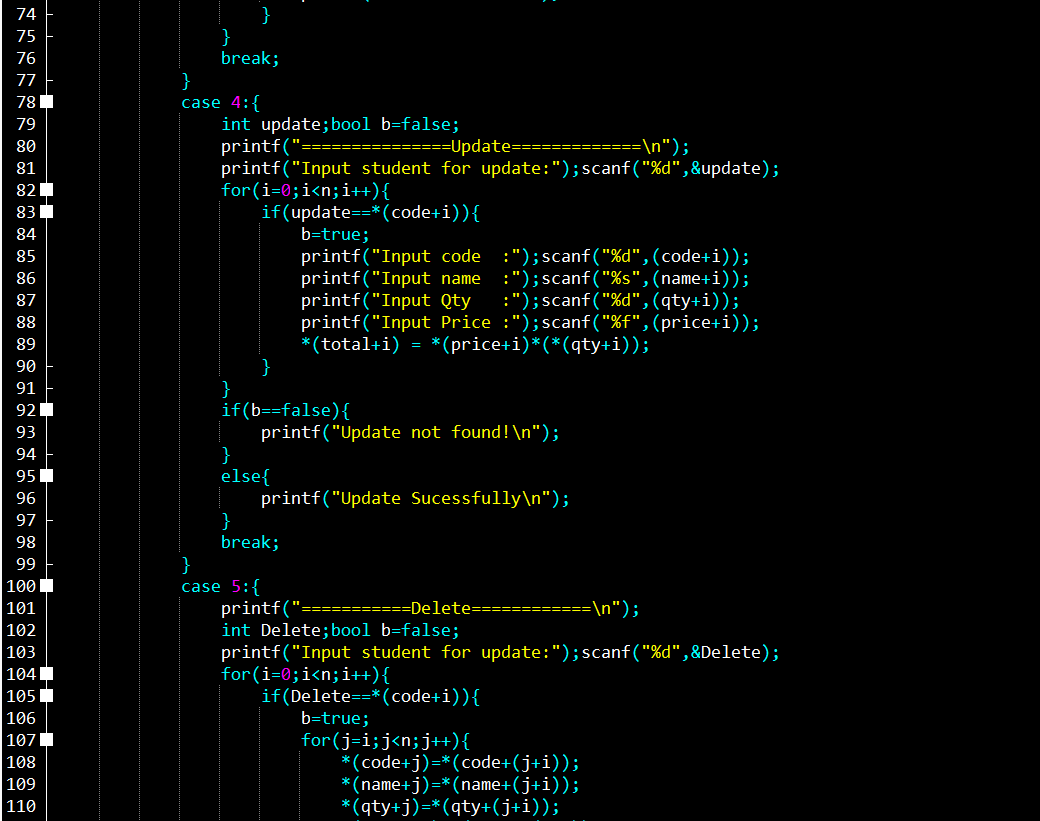 74 }
75 }
76 break;
77 }
78 case 4:{
79 int update;bool b=false;
80 printf("===============Update=============\n");
81 printf("Input student for update:");scanf("%d",&update);
82 for(i=0;i<n;i++){
83 if(update==*(code+i)){
84 b=true;
85 printf("Input code  :");scanf("%d",(code+i));
86 printf("Input name  :");scanf("%s",(name+i));
87 printf("Input Qty   :");scanf("%d",(qty+i));
88 printf("Input Price :");scanf("%f",(price+i));
89 *(total+i) = *(price+i)*(*(qty+i));
90 }
91 }
92 if(b==false){
93 printf("Update not found!\n");
94 }
95 else{
96 printf("Update Sucessfully\n");
97 }
98 break;
99 }
100 case 5:{
101 printf("===========Delete============\n");
102 int Delete;bool b=false;
103 printf("Input student for update:");scanf("%d",&Delete);
104 for(i=0;i<n;i++){
105 if(Delete==*(code+i)){
106 b=true;
107 for(j=i;j<n;j++){
108 *(code+j)=*(code+(j+i));
109 *(name+j)=*(name+(j+i));
110 *(qty+j)=*(qty+(j+i));